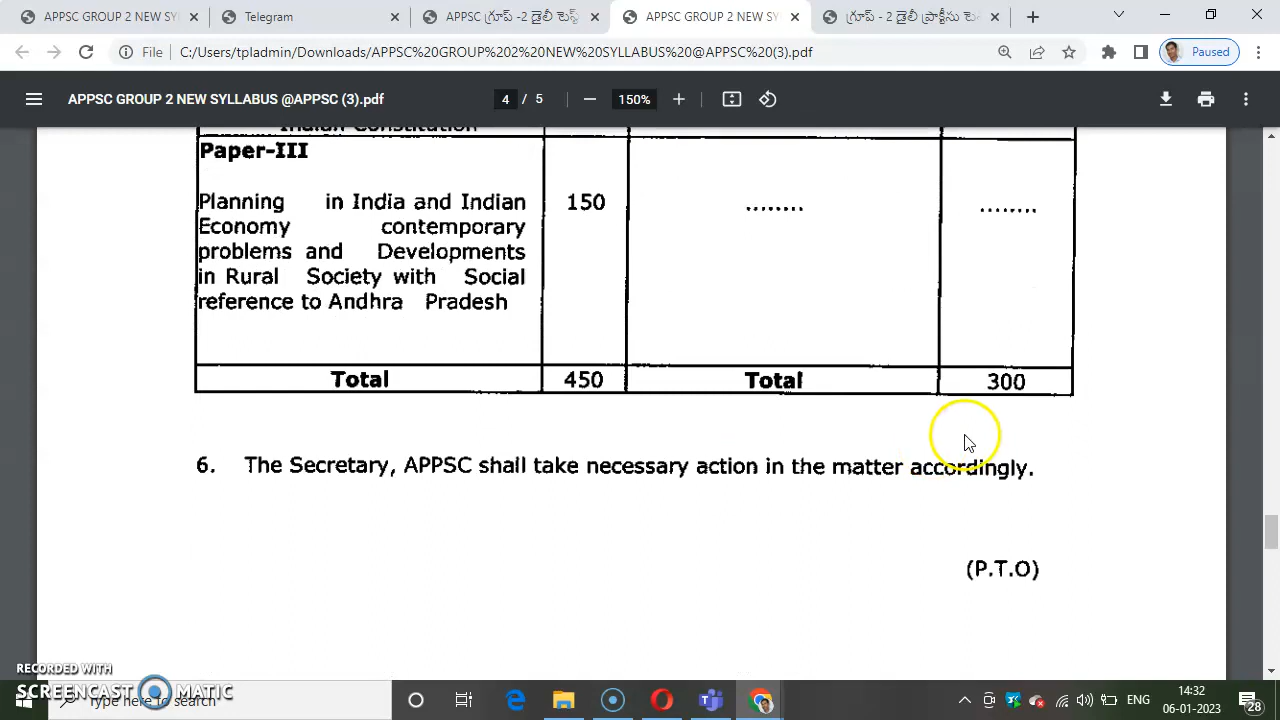 APPSC GROUP 2 NEW SY
Telegram
APPSC గ్రూప్ -2 డైలీ టెస్ట్
APPSC GROUP 2 NEW SY
గ్రూప్ - 2 డైలీ ప్రాక్టీసు
File
C:/Users/tpladmin/Downloads/APPSC%20GROUP%202%20NEW%20SYLLABUS%20@APPSC%20(3).pdf
Paused
APPSC GROUP 2 NEW SYLLABUS @APPSC (3).pdf
4 / 5
150%
Indian Constitution
Paper-III
Planning in India and Indian 150 ........ ........
Economy contemporary
problems and Developments
in Rural Society with Social
reference to Andhra Pradesh
Total 450 Total 300
6. The Secretary, APPSC shall take necessary action in the matter accordingly.
(P.T.O)
RECORDED WITH
SCREENCAST MATIC
Type here to search
ENG
14:32
06-01-2023
28